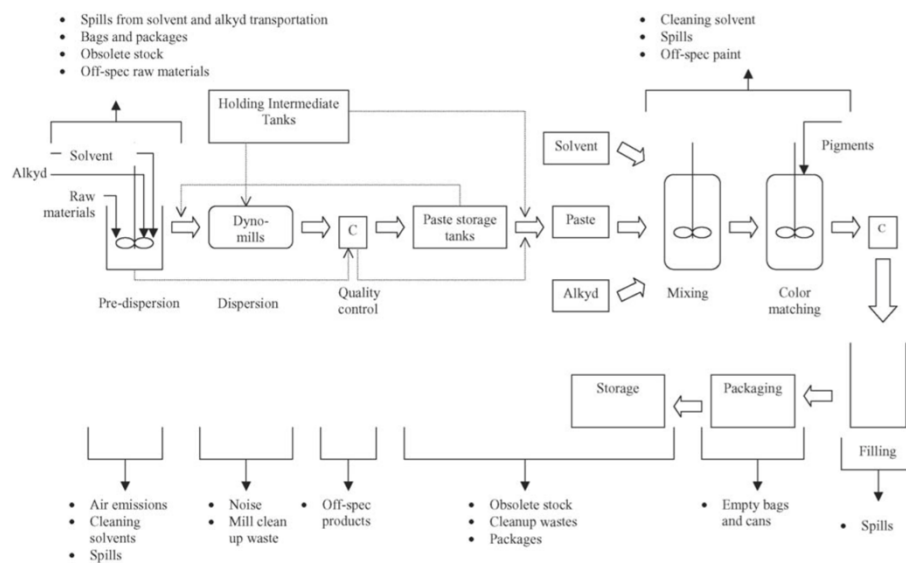 • Spills from solvent and alkyd transportation
• Bags and packages
• Obsolete stock
• Off-spec raw materials
• Cleaning solvent
• Spills
• Off-spec paint
Holding Intermediate
Tanks
Solvent
Alkyd
Raw
materials
Dyno-
mills
C
Paste storage
tanks
Solvent
Paste
Alkyd
Pigments
C
Pre-dispersion
Dispersion
Quality
control
Mixing
Color
matching
Storage
Packaging
Filling
• Air emissions
• Cleaning
solvents
• Spills
• Noise
• Mill clean
up waste
• Off-spec
products
• Obsolete stock
• Cleanup wastes
• Packages
• Empty bags
and cans
• Spills